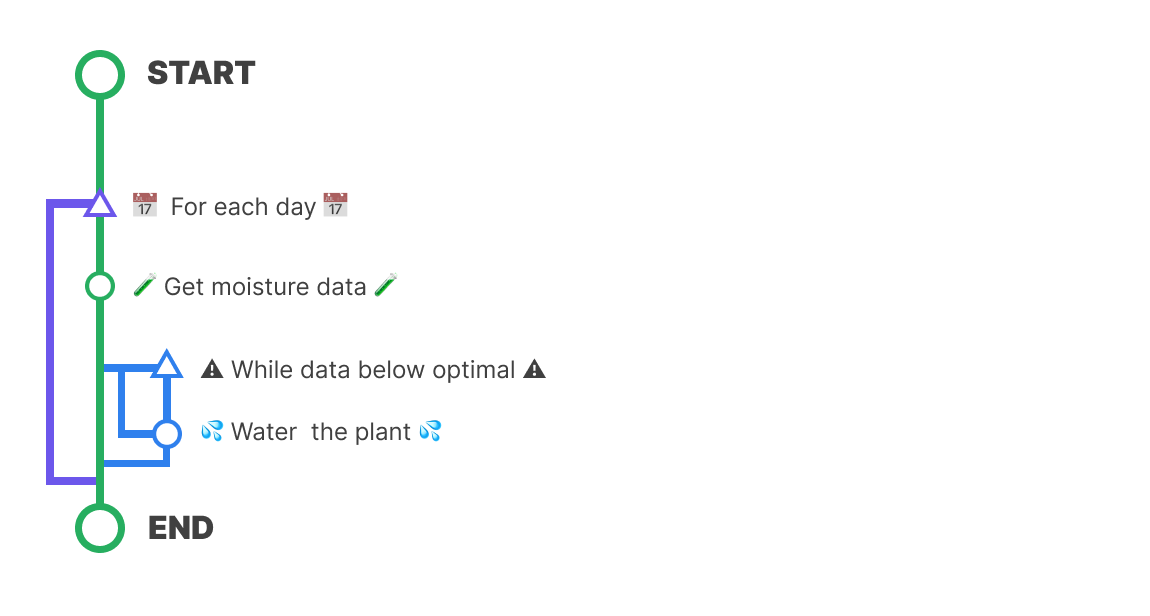 START
📅 For each day 📅
🧪 Get moisture data 🧪
⚠ While data below optimal ⚠
💦 Water  the plant 💦
END